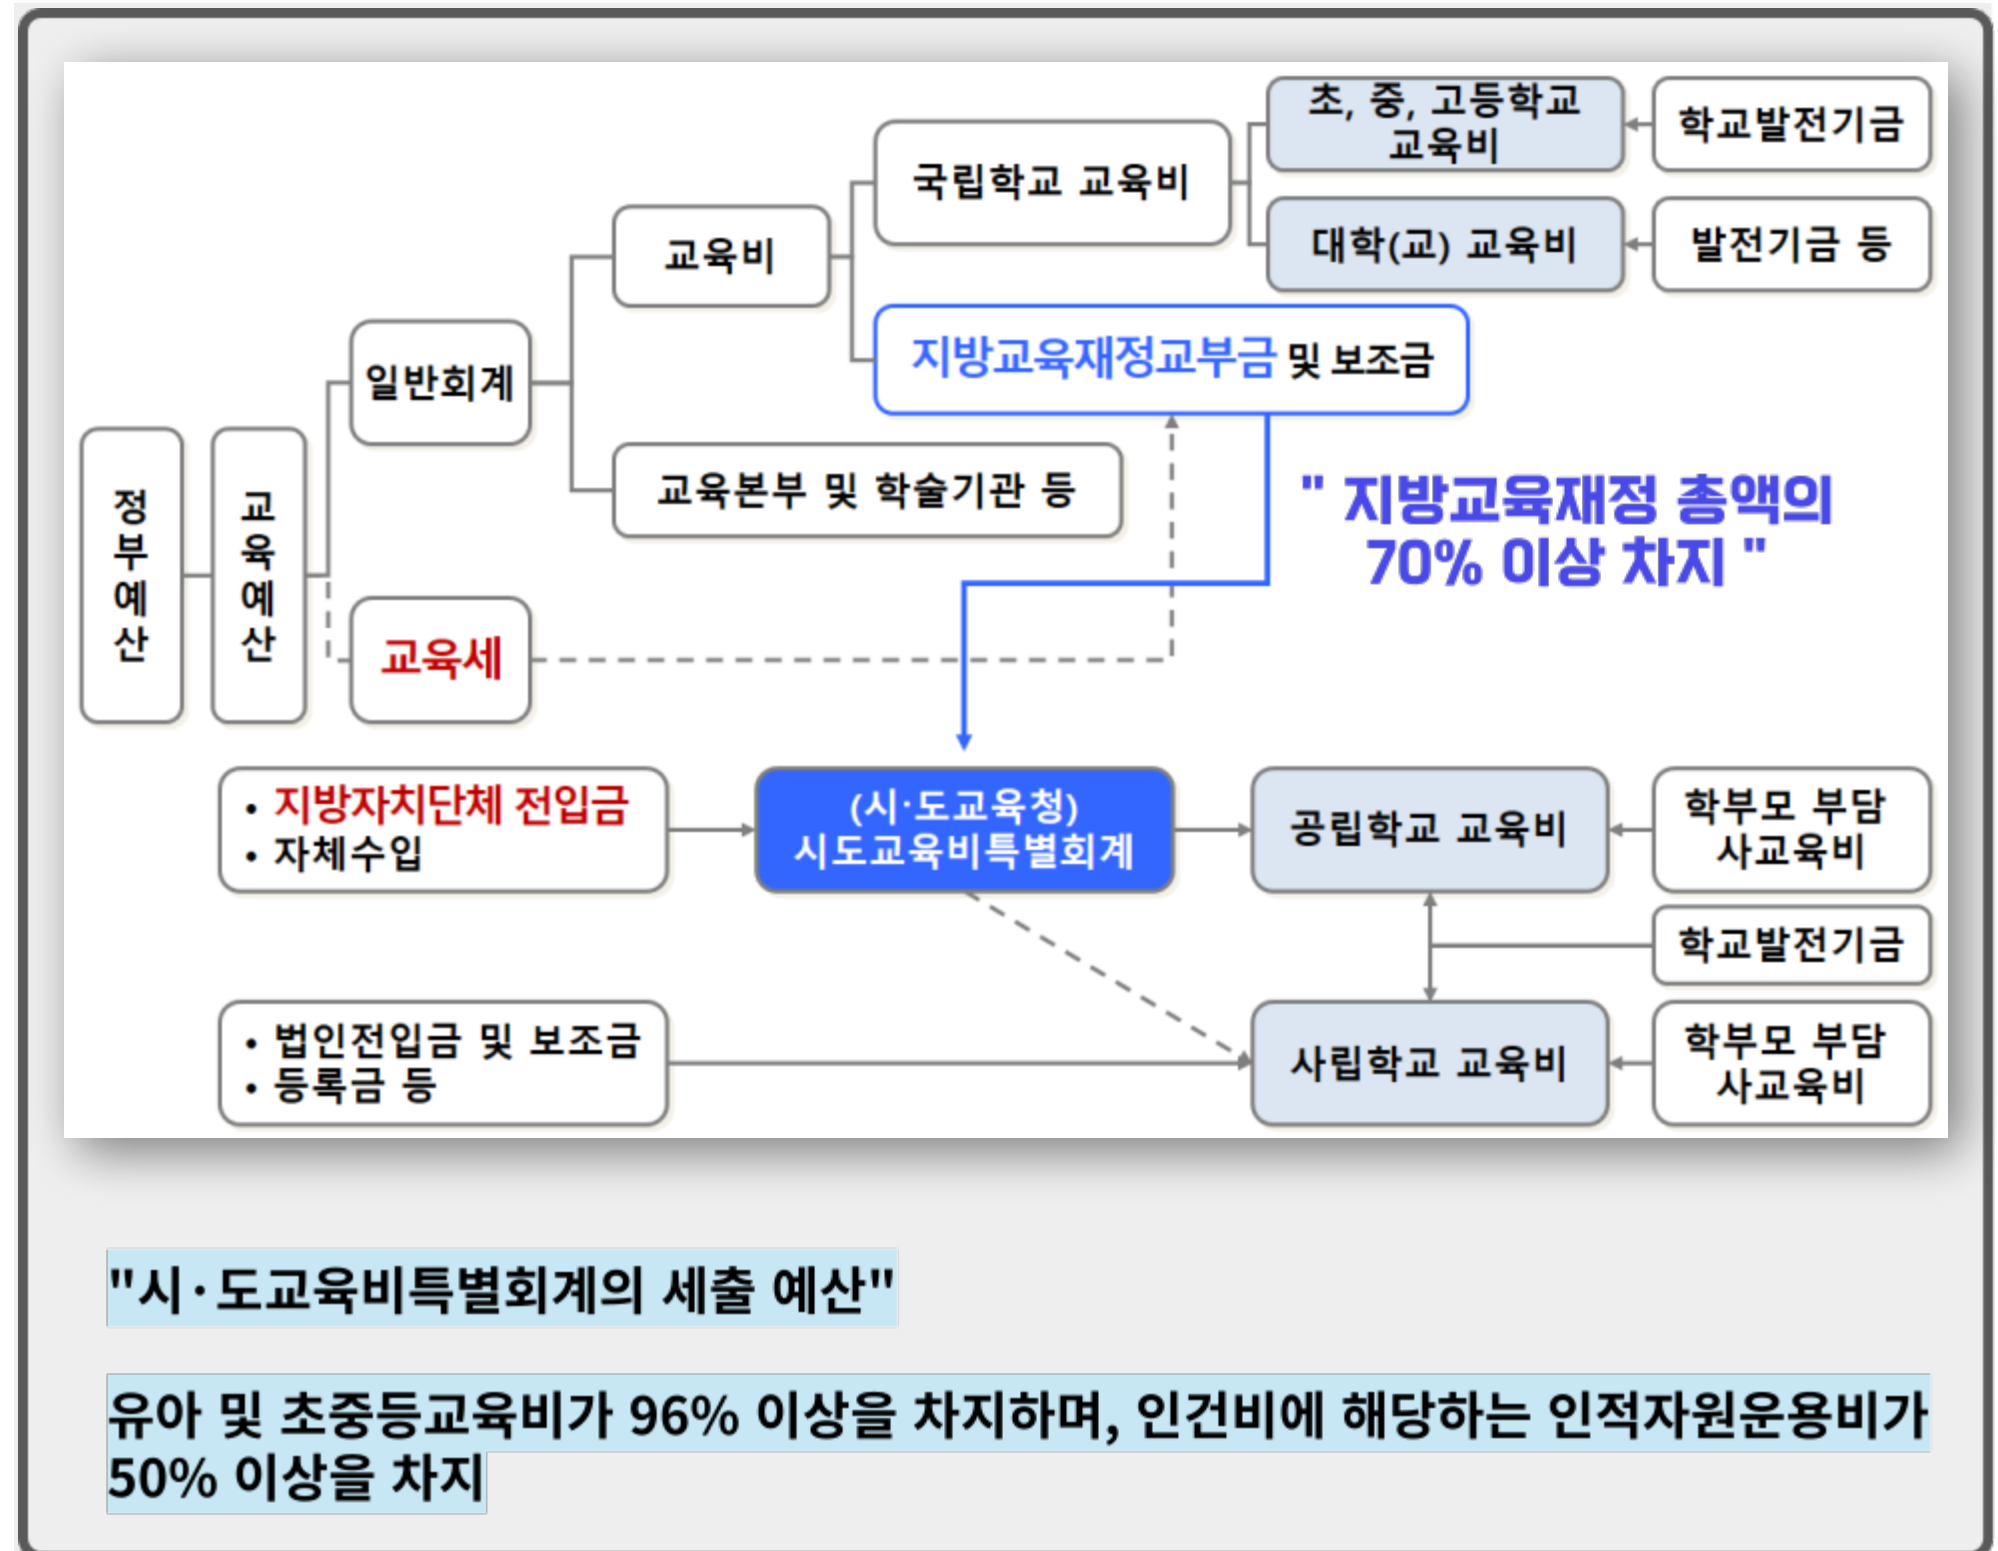 초, 중, 고등학교
교육비
학교발전기금
국립학교 교육비
대학(교) 교육비
발전기금 등
교육비
지방교육재정교부금 및 보조금
일반회계
교육본부 및 학술기관 등
정부예산
교육예산
" 지방교육재정 총액의
70% 이상 차지 "
교육세
• 지방자치단체 전입금
• 자체수입
(시·도교육청)
시도교육비특별회계
공립학교 교육비
학부모 부담
사교육비
학교발전기금
• 법인전입금 및 보조금
• 등록금 등
사립학교 교육비
학부모 부담
사교육비
"시·도교육비특별회계의 세출 예산"
유아 및 초중등교육비가 96% 이상을 차지하며, 인건비에 해당하는 인적자원운용비가
50% 이상을 차지